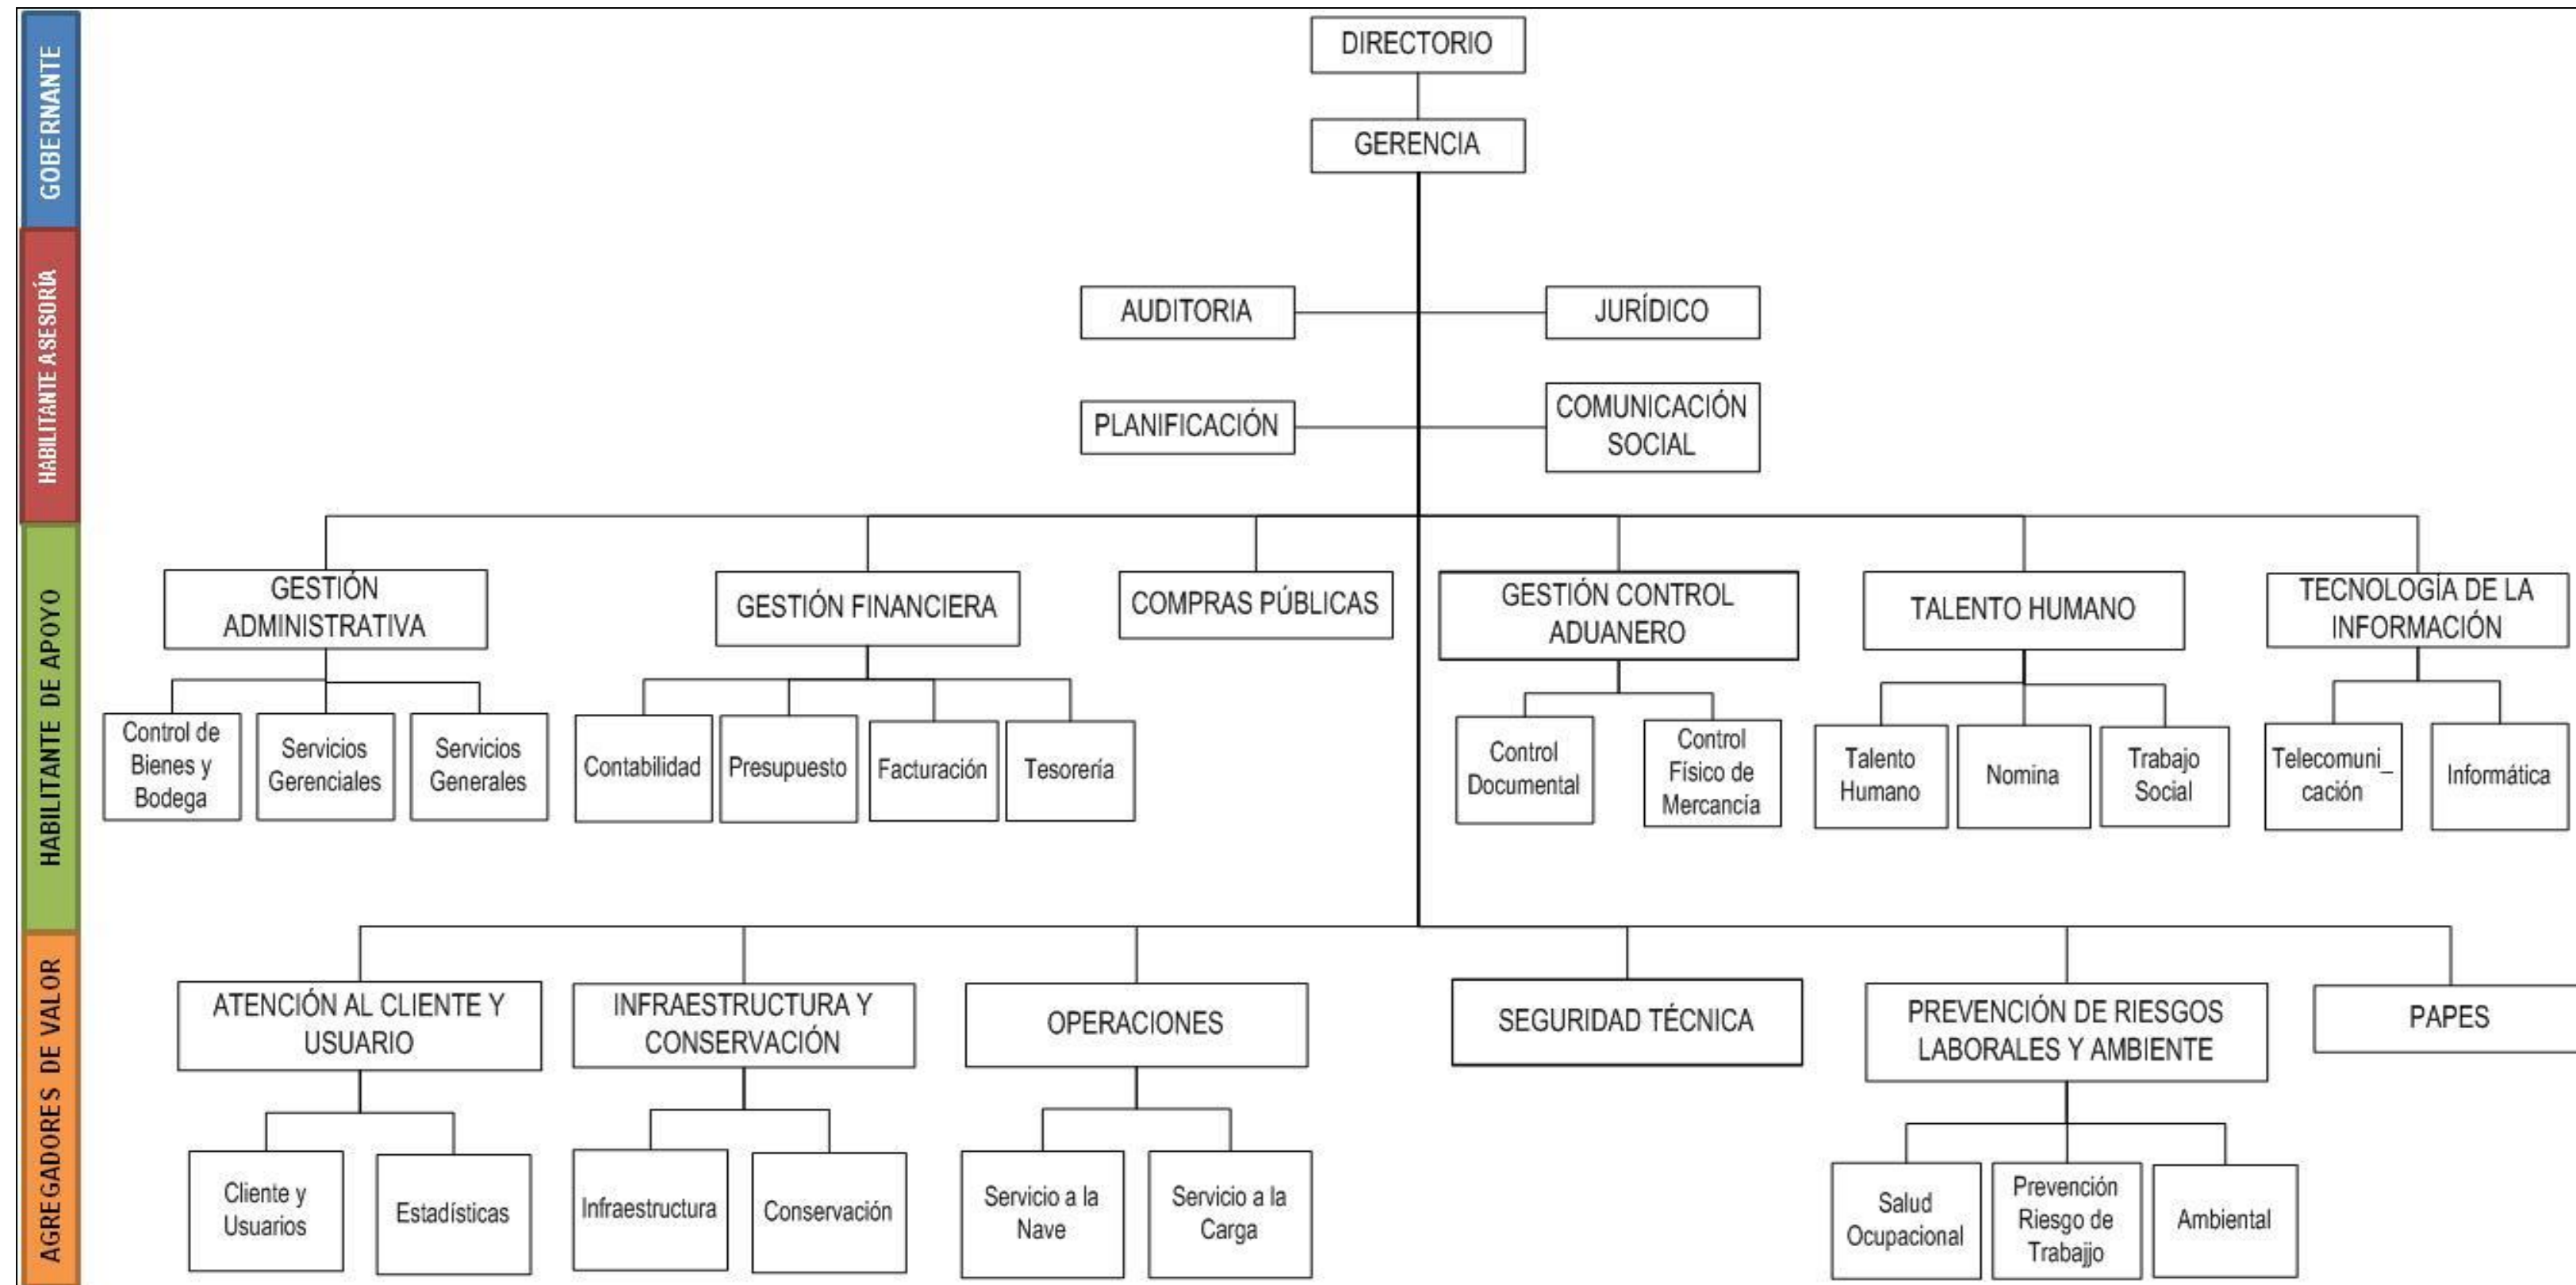 GOBERNANTE
DIRECTORIO
GERENCIA
HABILITANTE ASESORÍA
AUDITORIA
JURÍDICO
PLANIFICACIÓN
COMUNICACIÓN
SOCIAL
HABILITANTE DE APOYO
GESTIÓN
ADMINISTRATIVA
GESTIÓN FINANCIERA
COMPRAS PÚBLICAS
GESTIÓN CONTROL
ADUANERO
TALENTO HUMANO
TECNOLOGÍA DE LA
INFORMACIÓN
Control de
Bienes y
Bodega
Servicios
Gerenciales
Servicios
Generales
Contabilidad
Presupuesto
Facturación
Tesorería
Control
Documental
Control
Físico de
Mercancía
Talento
Humano
Nomina
Trabajo
Social
Telecomuni_
cación
Informática
AGREGADORES DE VALOR
ATENCIÓN AL CLIENTE Y
USUARIO
INFRAESTRUCTURA Y
CONSERVACIÓN
OPERACIONES
SEGURIDAD TÉCNICA
PREVENCIÓN DE RIESGOS
LABORALES Y AMBIENTE
PAPES
Cliente y
Usuarios
Estadísticas
Infraestructura
Conservación
Servicio a la
Nave
Servicio a la
Carga
Salud
Ocupacional
Prevención
Riesgo de
Trabajjo
Ambiental